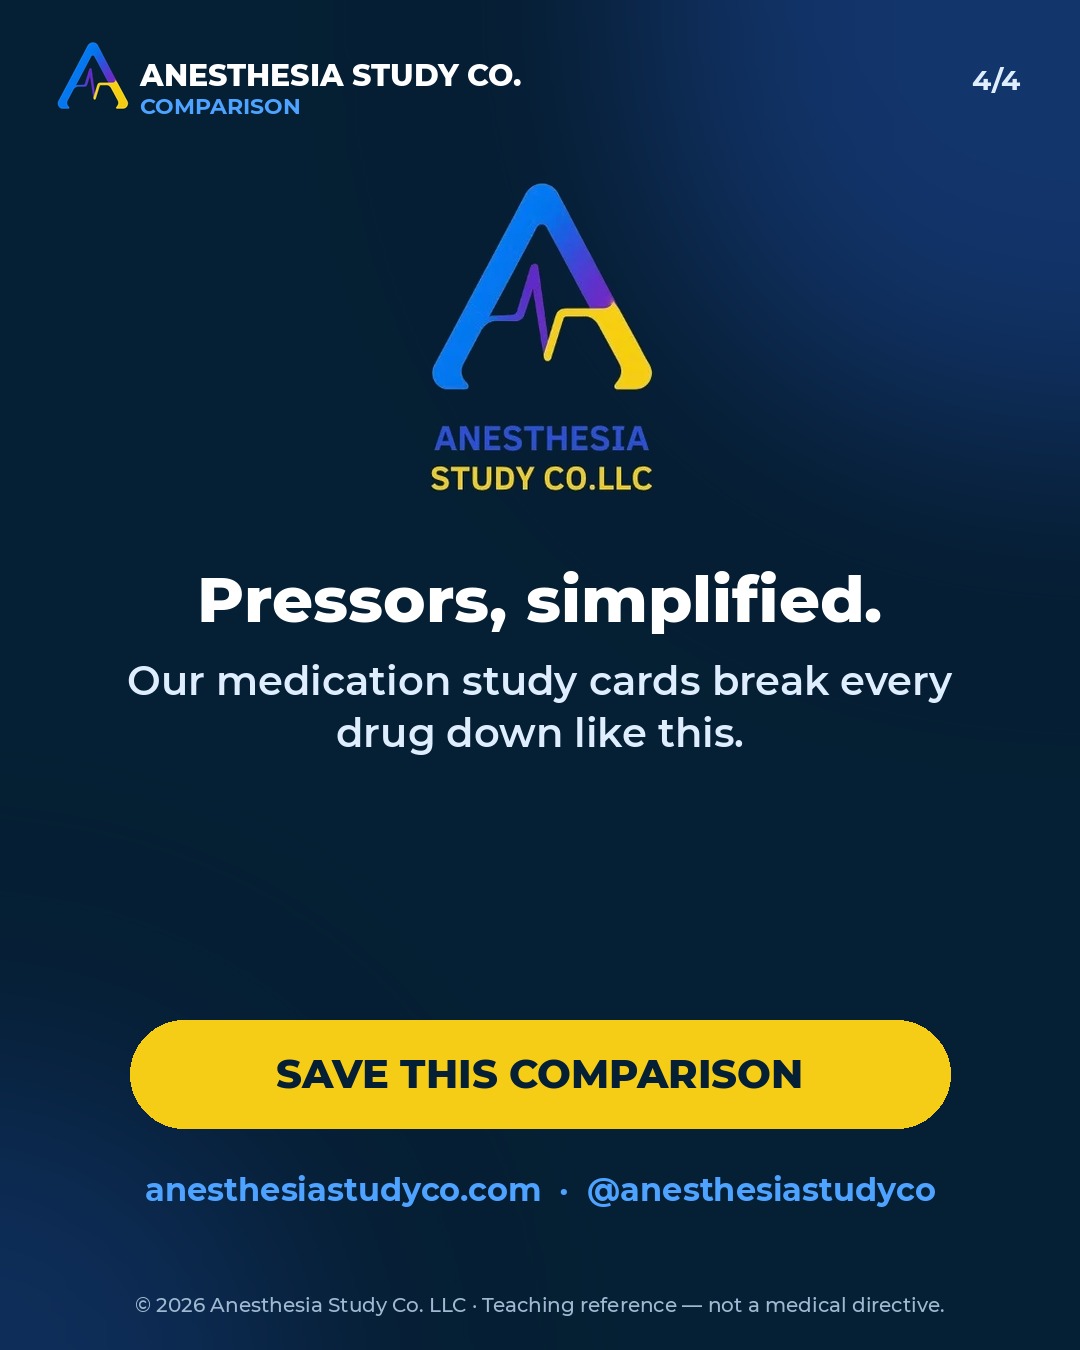 ANESTHESIA STUDY CO.
COMPARISON
4/4
ANESTHESIA
STUDY CO.LLC
Pressors, simplified.
Our medication study cards break every
drug down like this.
SAVE THIS COMPARISON
anesthesiastudyco.com · @anesthesiastudyco
© 2026 Anesthesia Study Co. LLC · Teaching reference — not a medical directive.